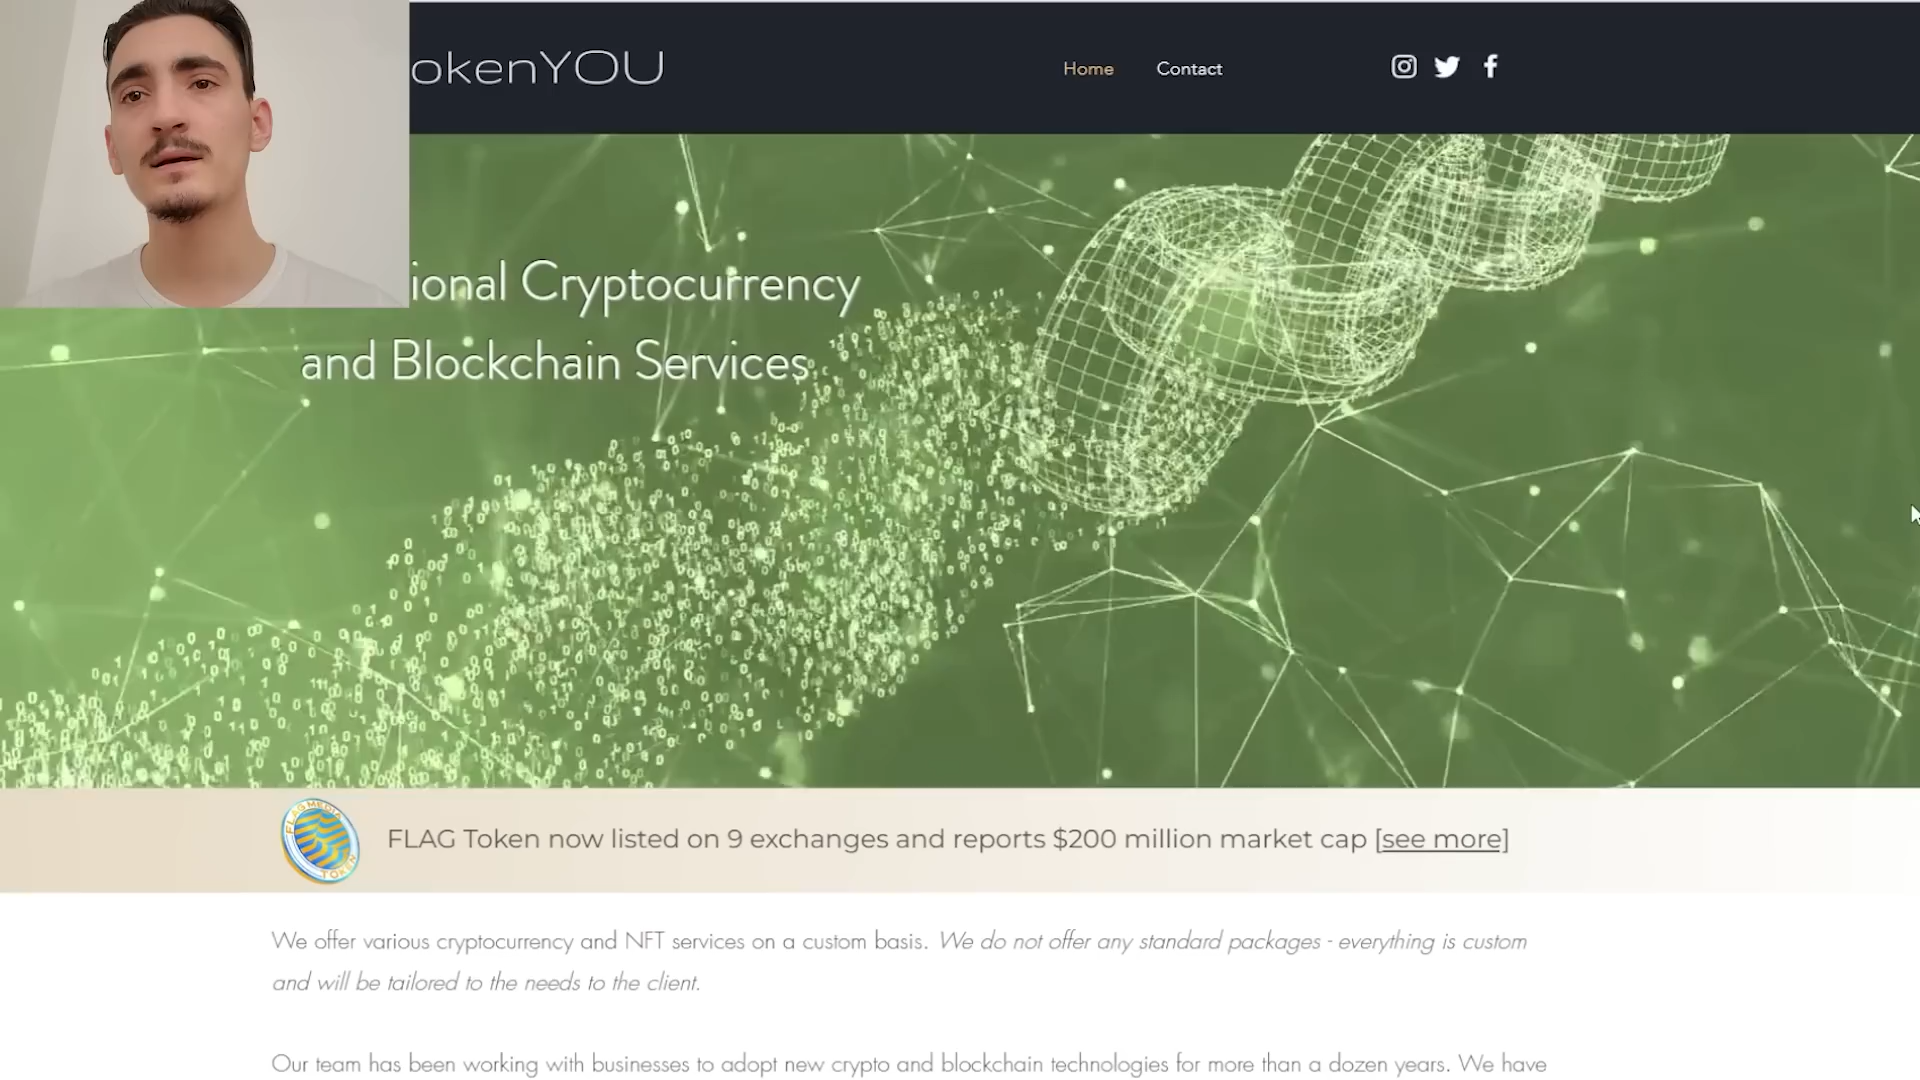 okenYOU
Home
Contact
ional Cryptocurrency
and Blockchain Services
FLAG MEDIA
TOKEN
FLAG Token now listed on 9 exchanges and reports $200 million market cap [see more]
We offer various cryptocurrency and NFT services on a custom basis. We do not offer any standard packages - everything is custom
and will be tailored to the needs to the client.
Our team has been working with businesses to adopt new crypto and blockchain technologies for more than a dozen years. We have